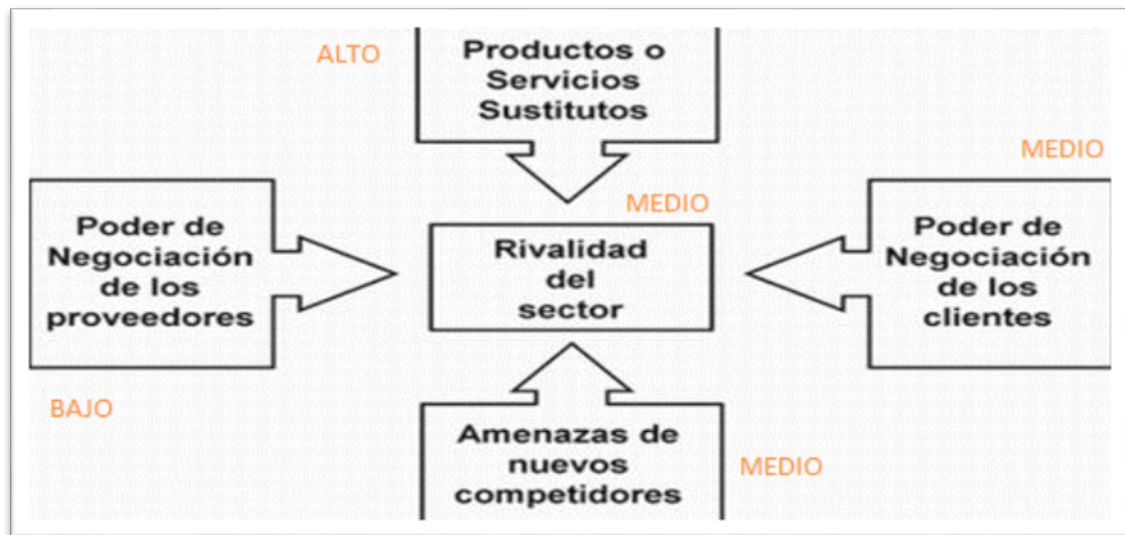 ALTO
Productos o
Servicios
Sustitutos
MEDIO
Poder de
Negociación
de los
proveedores
BAJO
MEDIO
Rivalidad
del
sector
Poder de
Negociación
de los
clientes
Amenazas de
nuevos
competidores
MEDIO